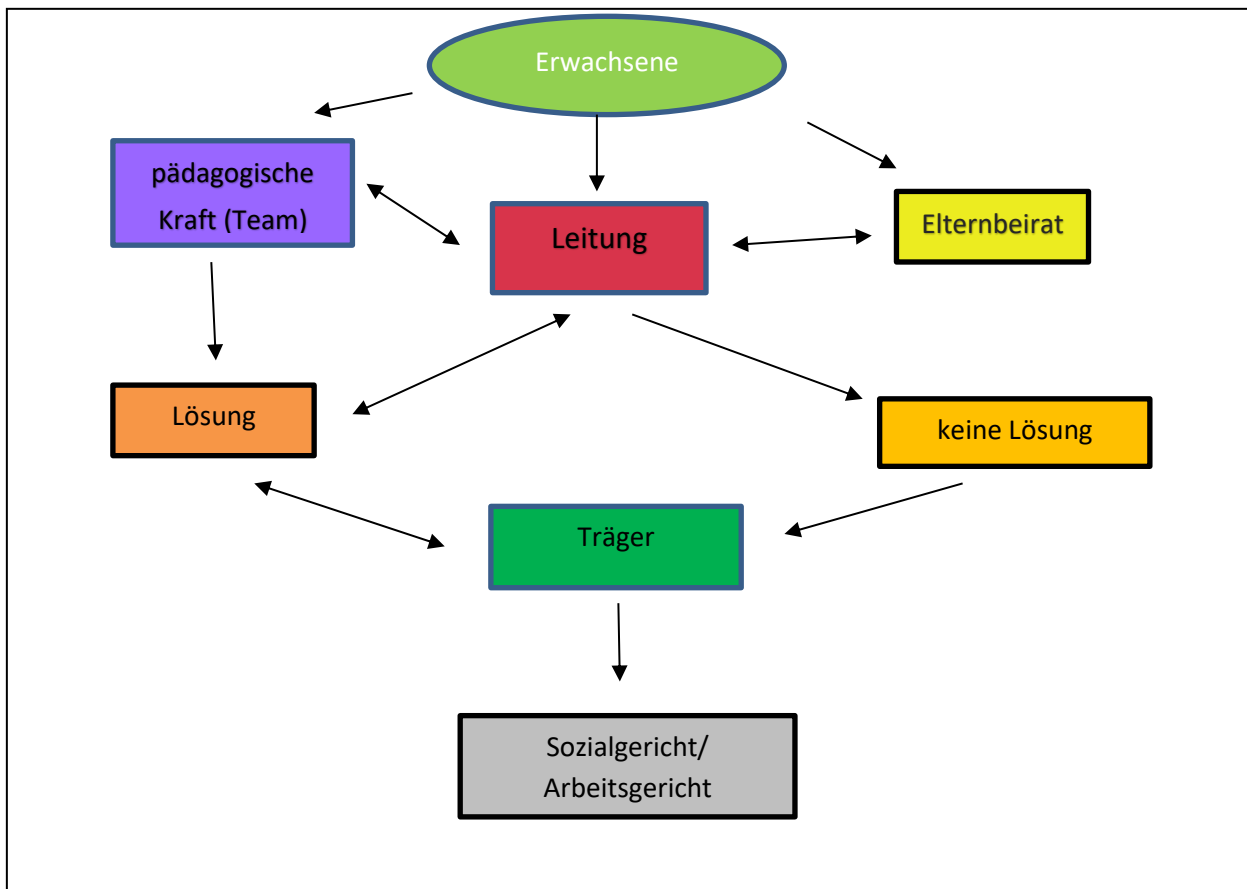 Erwachsene
pädagogische
Kraft (Team)
Leitung
Elternbeirat
Lösung
keine Lösung
Träger
Sozialgericht/
Arbeitsgericht